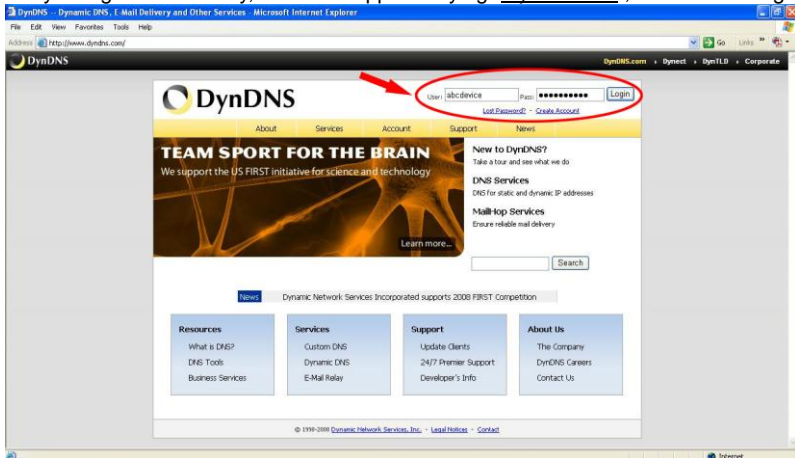 DynDNS -- Dynamic DNS, E-Mail Delivery and Other Services - Microsoft Internet Explorer
File Edit View Favorites Tools Help
Address http://www.dyndns.com/ Go Links »
DynDNS DynDNS.com Dynect DynTLD Corporate
DynDNS User: abcdevice Pass: ●●●●●●●●●● Login
Lost Password? - Create Account
About Services Account Support News
TEAM SPORT FOR THE BRAIN
We support the US FIRST initiative for science and technology
Learn more...
New to DynDNS?
Take a tour and see what we do
DNS Services
DNS for static and dynamic IP addresses
MailHop Services
Ensure reliable mail delivery
Search
News Dynamic Network Services Incorporated supports 2008 FIRST Competition
Resources Services Support About Us
What is DNS? Custom DNS Update Clients The Company
DNS Tools Dynamic DNS 24/7 Premier Support DynDNS Careers
Business Services E-Mail Relay Developer's Info Contact Us
© 1998-2008 Dynamic Network Services, Inc. - Legal Notices - Contact
Internet